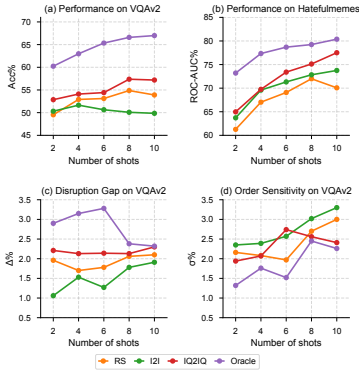 (a) Performance on VQAv2
Acc%
70
65
60
55
50
45
2 4 6 8 10
Number of shots
(b) Performance on Hatefulmemes
ROC-AUC%
80
75
70
65
60
2 4 6 8 10
Number of shots
(c) Disruption Gap on VQAv2
Δ%
3.5
3.0
2.5
2.0
1.5
1.0
0.5
2 4 6 8 10
Number of shots
(d) Order Sensitivity on VQAv2
σ%
3.5
3.0
2.5
2.0
1.5
1.0
0.5
2 4 6 8 10
Number of shots
RS I2I IQ2IQ Oracle